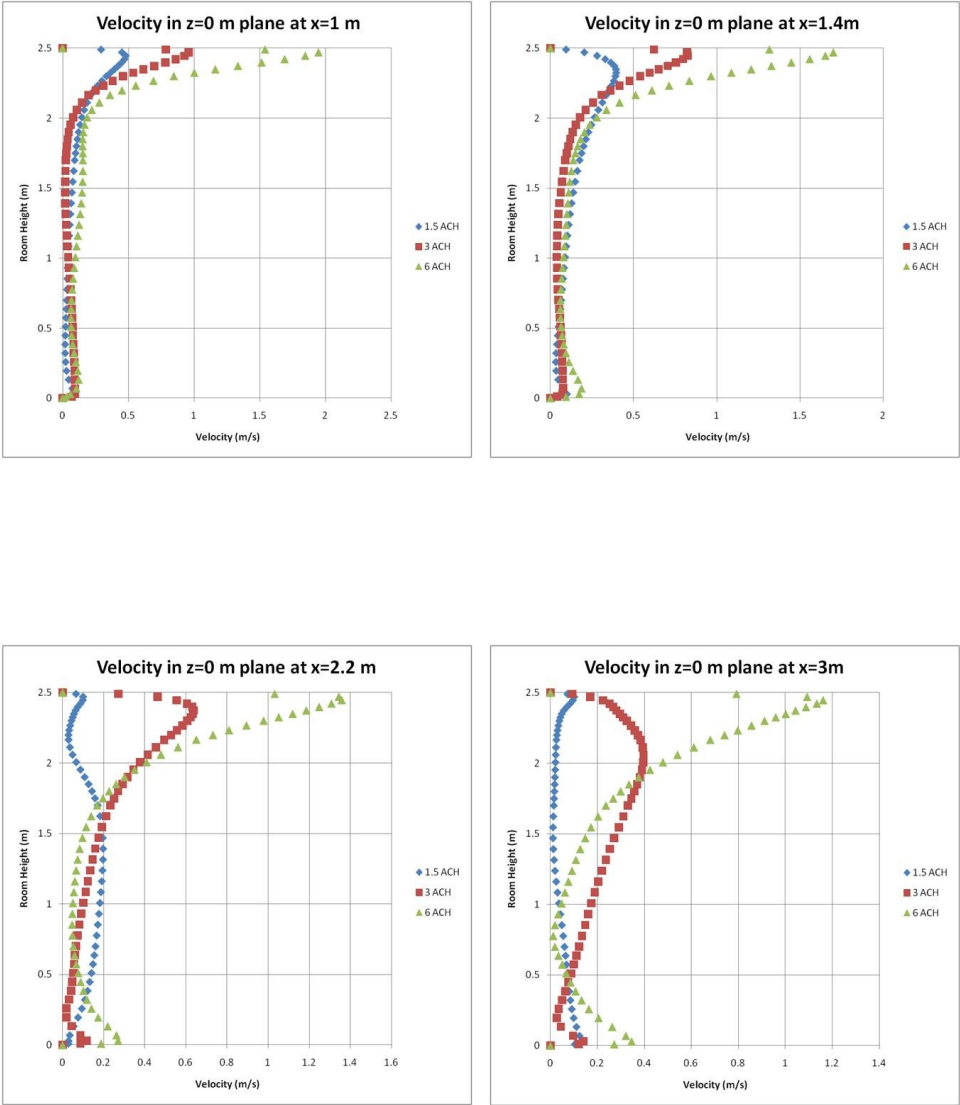 Velocity in z=0 m plane at x=1 m
2.5
2
1.5
1
0.5
0
Room Height (m)
0 0.5 1 1.5 2 2.5
Velocity (m/s)
1.5 ACH
3 ACH
6 ACH
Velocity in z=0 m plane at x=1.4m
2.5
2
1.5
1
0.5
0
Room Height (m)
0 0.5 1 1.5 2
Velocity (m/s)
1.5 ACH
3 ACH
6 ACH
Velocity in z=0 m plane at x=2.2 m
2.5
2
1.5
1
0.5
0
Room Height (m)
0 0.2 0.4 0.6 0.8 1 1.2 1.4 1.6
Velocity (m/s)
1.5 ACH
3 ACH
6 ACH
Velocity in z=0 m plane at x=3m
2.5
2
1.5
1
0.5
0
Room Height (m)
0 0.2 0.4 0.6 0.8 1 1.2 1.4
Velocity (m/s)
1.5 ACH
3 ACH
6 ACH